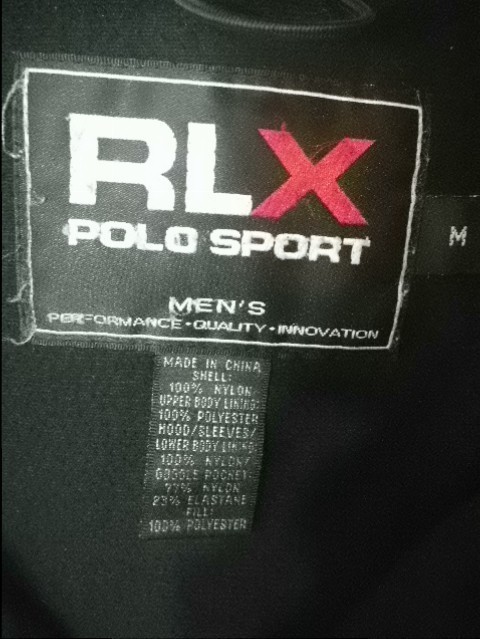 RLX
POLO SPORT
M
MEN'S
PERFORMANCE • QUALITY • INNOVATION
MADE IN CHINA
SHELL:
100% NYLON
UPPER BODY LINING:
100% POLYESTER
HOOD/SLEEVES/
LOWER BODY LINING:
100% NYLON/
GOGGLE POCKET:
77% NYLON
23% ELASTANE
FILL:
100% POLYESTER